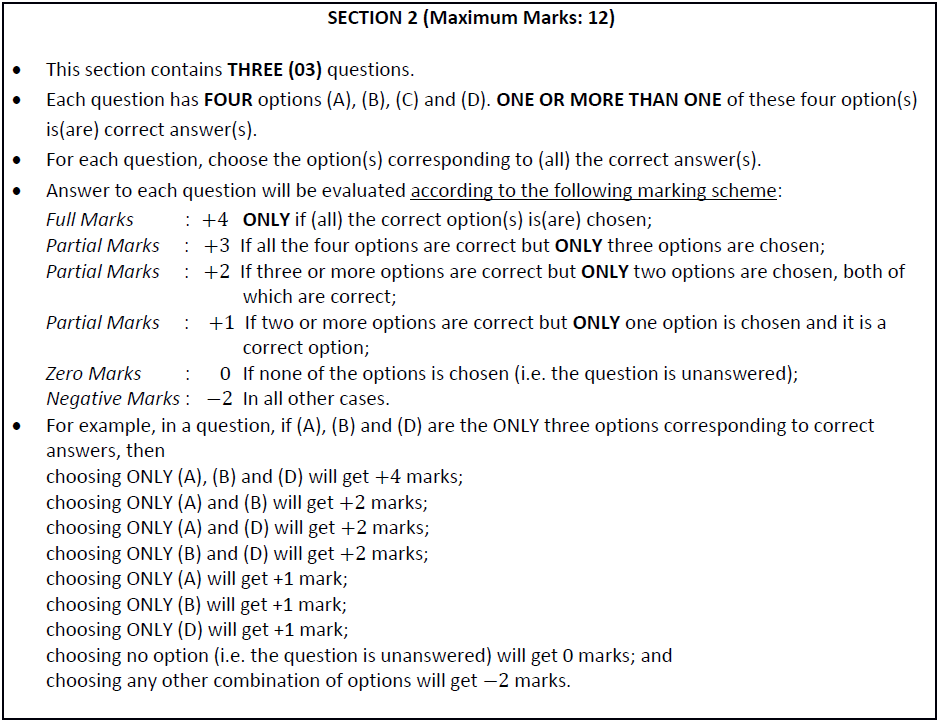 SECTION 2 (Maximum Marks: 12)
• This section contains THREE (03) questions.
• Each question has FOUR options (A), (B), (C) and (D). ONE OR MORE THAN ONE of these four option(s)
is(are) correct answer(s).
• For each question, choose the option(s) corresponding to (all) the correct answer(s).
• Answer to each question will be evaluated according to the following marking scheme:
Full Marks : +4 ONLY if (all) the correct option(s) is(are) chosen;
Partial Marks : +3 If all the four options are correct but ONLY three options are chosen;
Partial Marks : +2 If three or more options are correct but ONLY two options are chosen, both of
which are correct;
Partial Marks : +1 If two or more options are correct but ONLY one option is chosen and it is a
correct option;
Zero Marks : 0 If none of the options is chosen (i.e. the question is unanswered);
Negative Marks : −2 In all other cases.
• For example, in a question, if (A), (B) and (D) are the ONLY three options corresponding to correct
answers, then
choosing ONLY (A), (B) and (D) will get +4 marks;
choosing ONLY (A) and (B) will get +2 marks;
choosing ONLY (A) and (D) will get +2 marks;
choosing ONLY (B) and (D) will get +2 marks;
choosing ONLY (A) will get +1 mark;
choosing ONLY (B) will get +1 mark;
choosing ONLY (D) will get +1 mark;
choosing no option (i.e. the question is unanswered) will get 0 marks; and
choosing any other combination of options will get −2 marks.